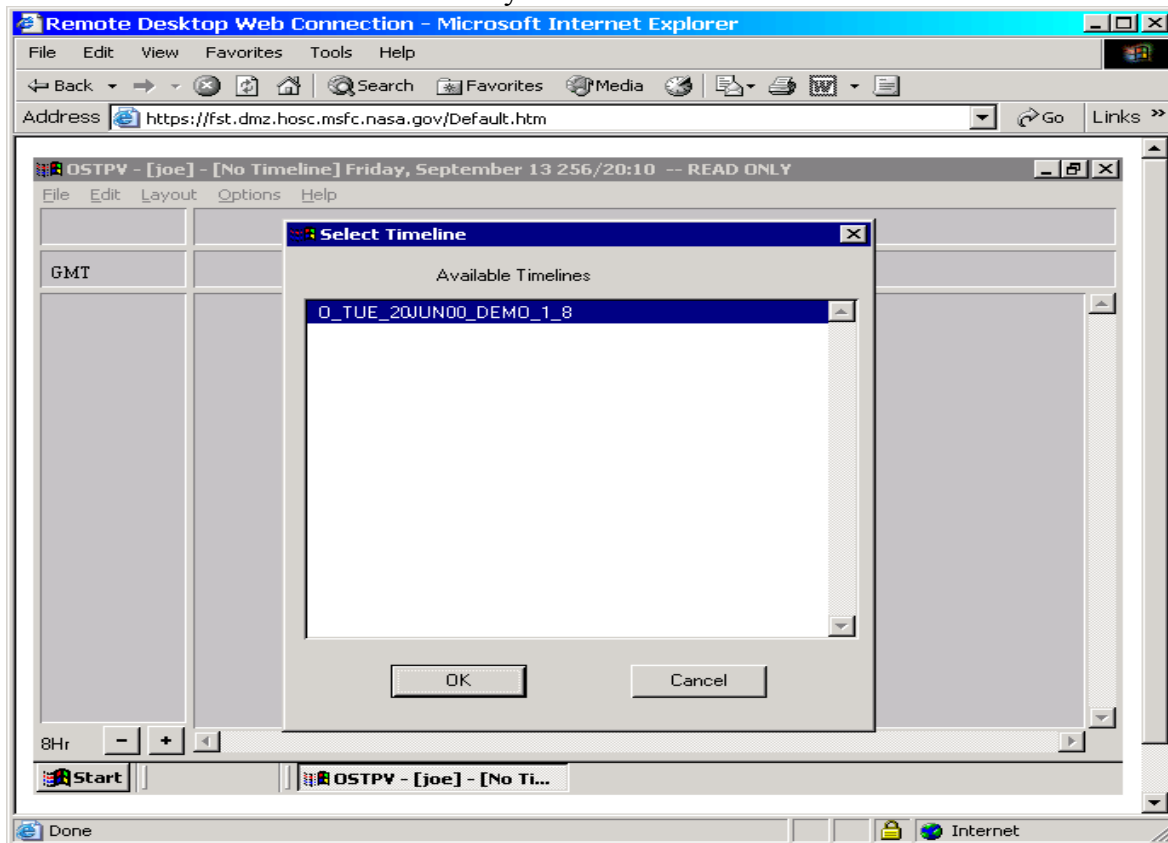 Remote Desktop Web Connection - Microsoft Internet Explorer
File Edit View Favorites Tools Help
Back Search Favorites Media
Address https://fst.dmz.hosc.msfc.nasa.gov/Default.htm Go Links »
OSTPV - [joe] - [No Timeline] Friday, September 13 256/20:10 -- READ ONLY
File Edit Layout Options Help
Select Timeline
GMT
Available Timelines
O_TUE_20JUN00_DEMO_1_8
OK Cancel
8Hr - +
Start OSTPV - [joe] - [No Ti...
Done Internet